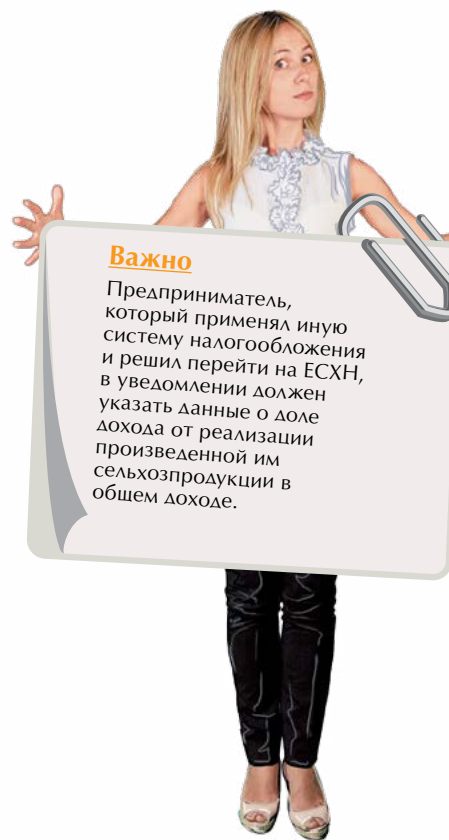 Важно
Предприниматель,
который применял иную
систему налогообложения
и решил перейти на ЕСХН,
в уведомлении должен
указать данные о доле
дохода от реализации
произведенной им
сельхозпродукции в
общем доходе.